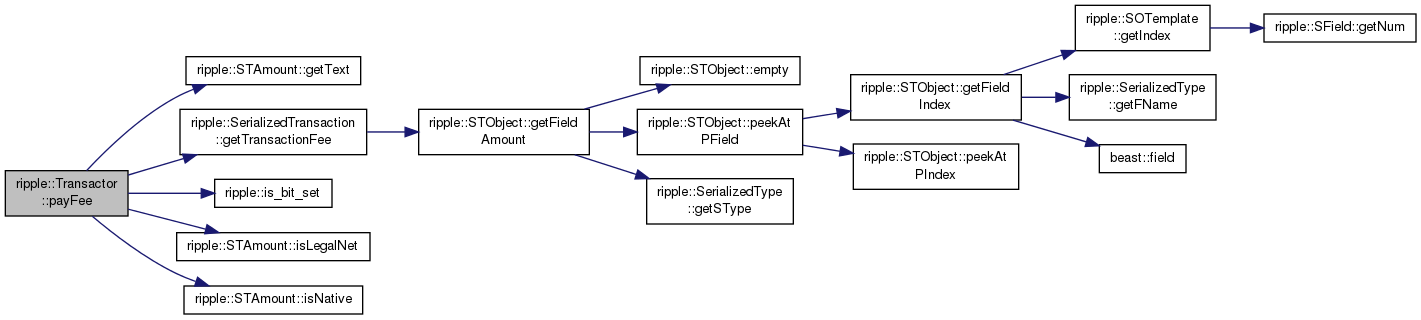 ripple::Transactor
::payFee
ripple::STAmount::getText
ripple::SerializedTransaction
::getTransactionFee
ripple::is_bit_set
ripple::STAmount::isLegalNet
ripple::STAmount::isNative
ripple::STObject::getField
Amount
ripple::STObject::empty
ripple::STObject::peekAt
PField
ripple::SerializedType
::getSType
ripple::STObject::getField
Index
ripple::STObject::peekAt
PIndex
ripple::SOTemplate
::getIndex
ripple::SerializedType
::getFName
beast::field
ripple::SField::getNum